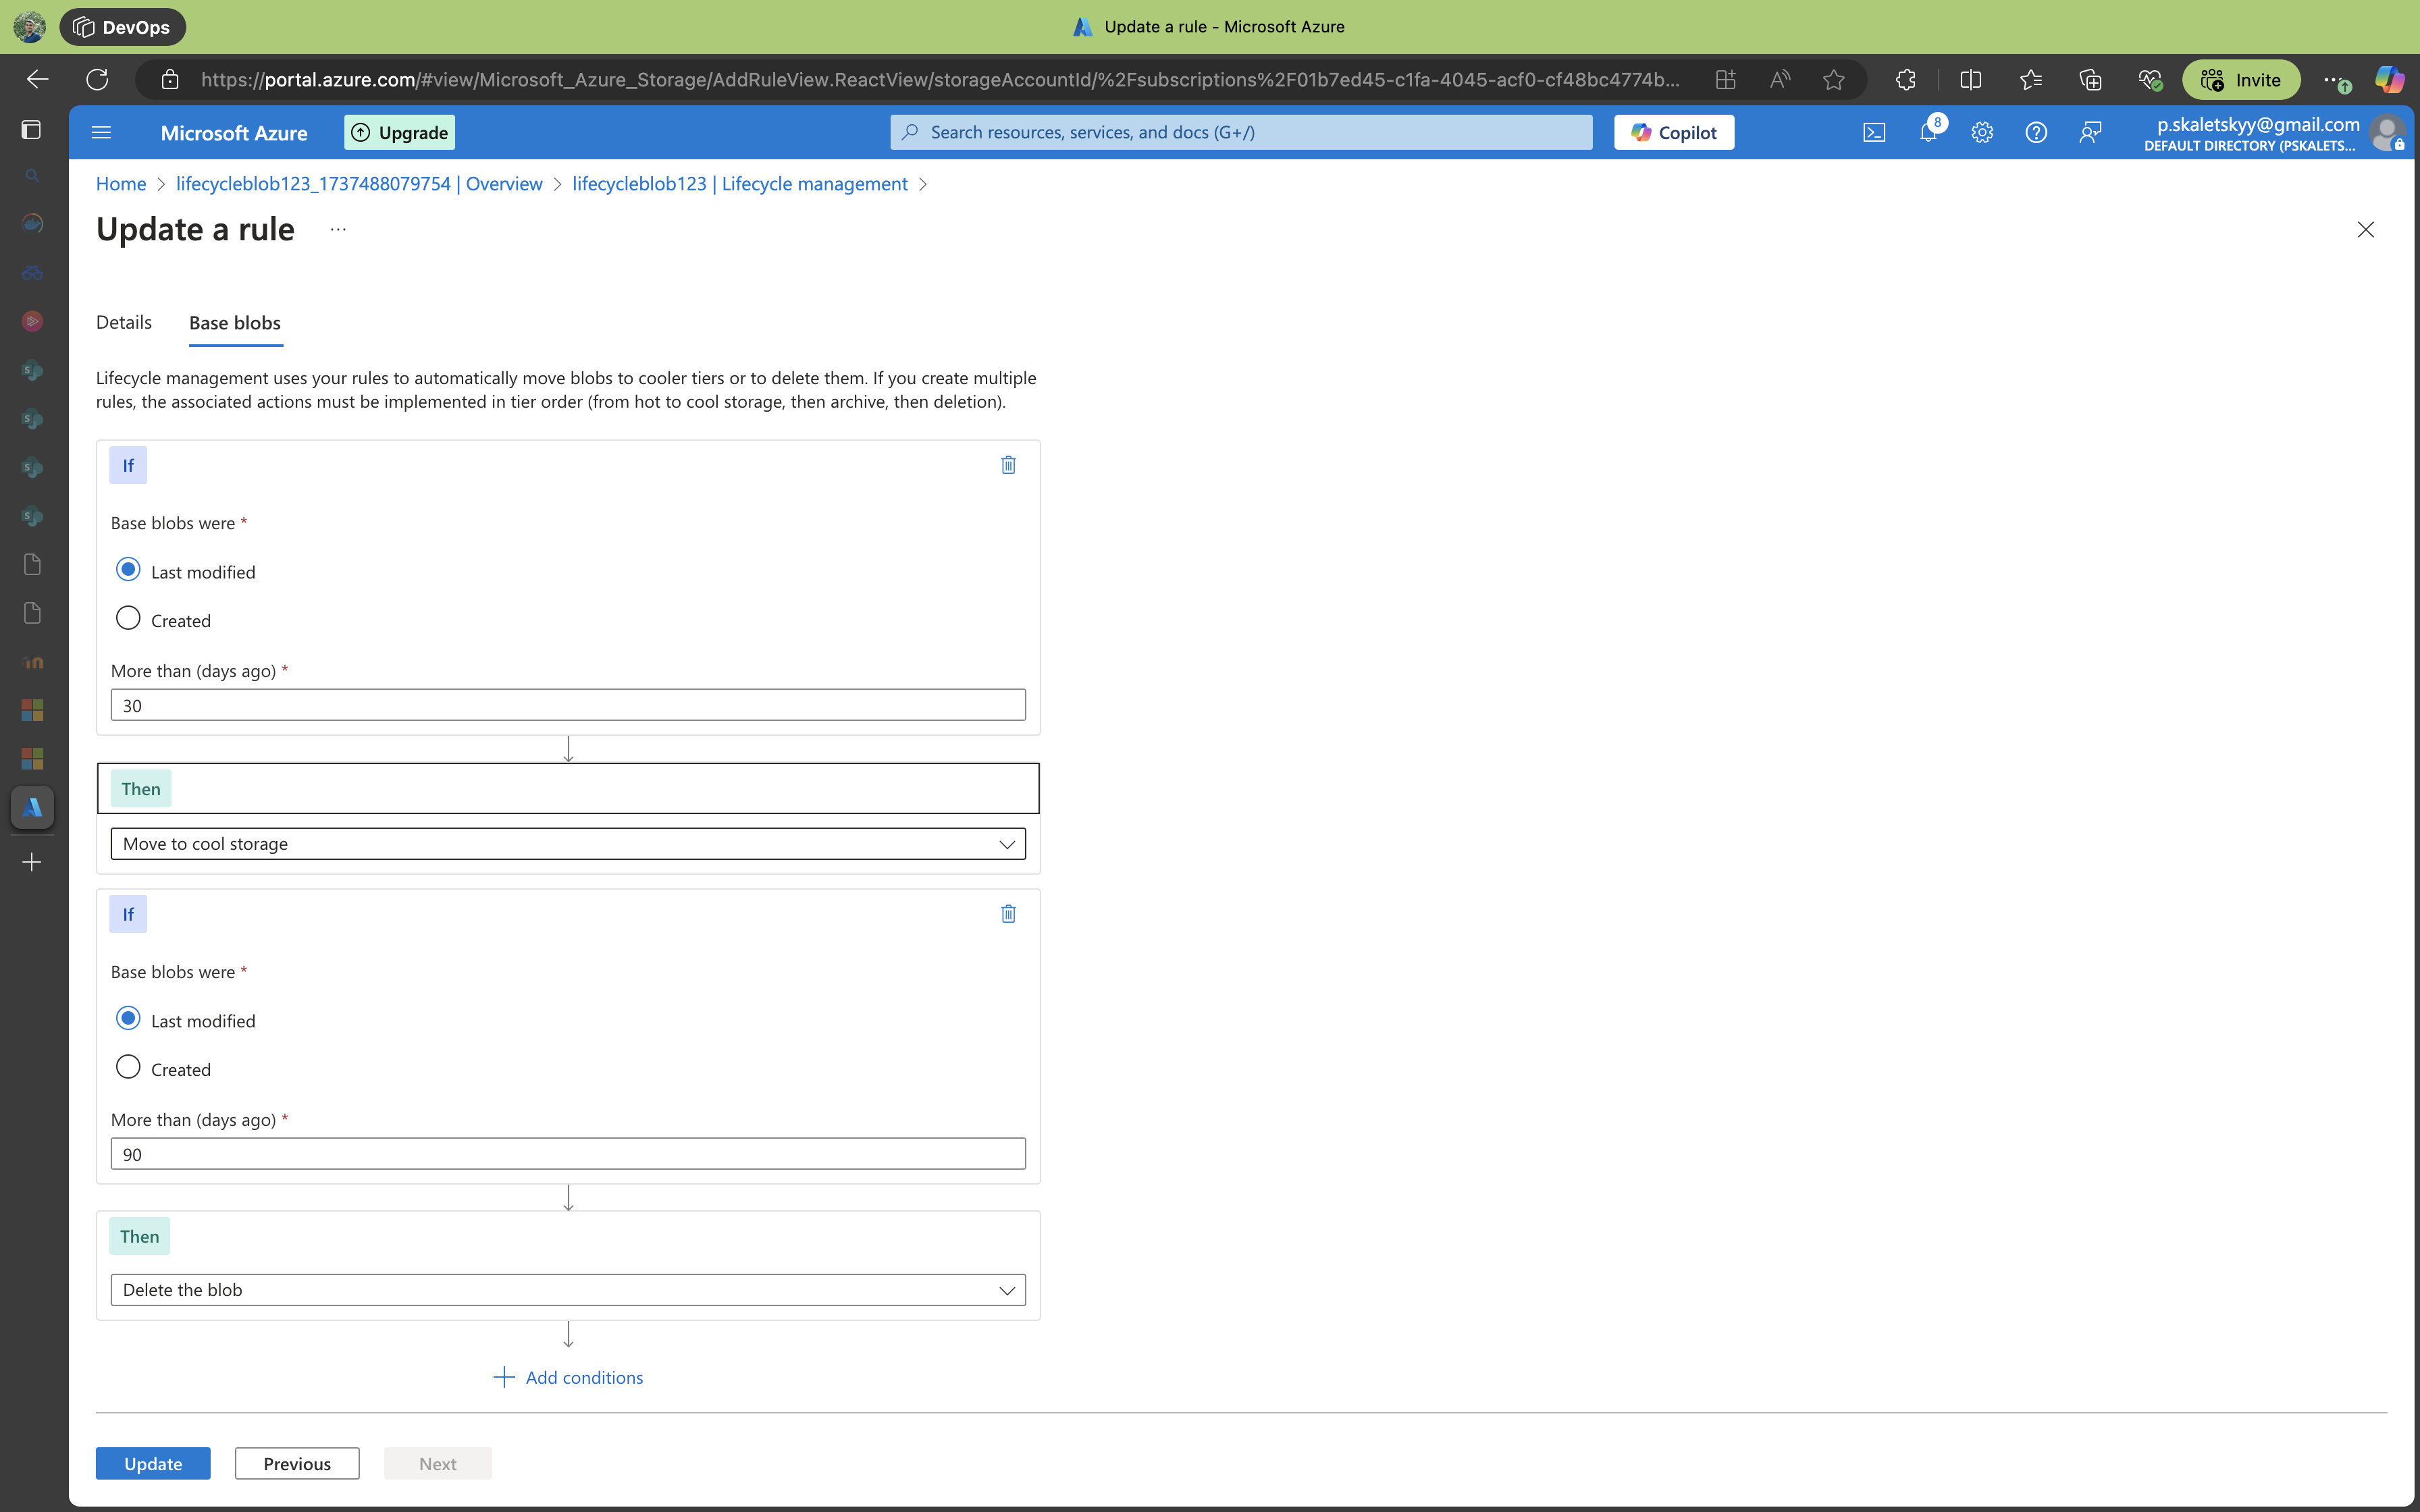 DevOps
Update a rule - Microsoft Azure
https://portal.azure.com/#view/Microsoft_Azure_Storage/AddRuleView.ReactView/storageAccountId/%2Fsubscriptions%2F01b7ed45-c1fa-4045-acf0-cf48bc4774b...
Invite
Microsoft Azure
Upgrade
Search resources, services, and docs (G+/)
Copilot
8
p.skaletskyy@gmail.com
DEFAULT DIRECTORY (PSKALETS...
Home > lifecycleblob123_1737488079754 | Overview > lifecycleblob123 | Lifecycle management >
Update a rule ...
Details
Base blobs
Lifecycle management uses your rules to automatically move blobs to cooler tiers or to delete them. If you create multiple
rules, the associated actions must be implemented in tier order (from hot to cool storage, then archive, then deletion).
If
Base blobs were *
Last modified
Created
More than (days ago) *
30
Then
Move to cool storage
If
Base blobs were *
Last modified
Created
More than (days ago) *
90
Then
Delete the blob
Add conditions
Update
Previous
Next